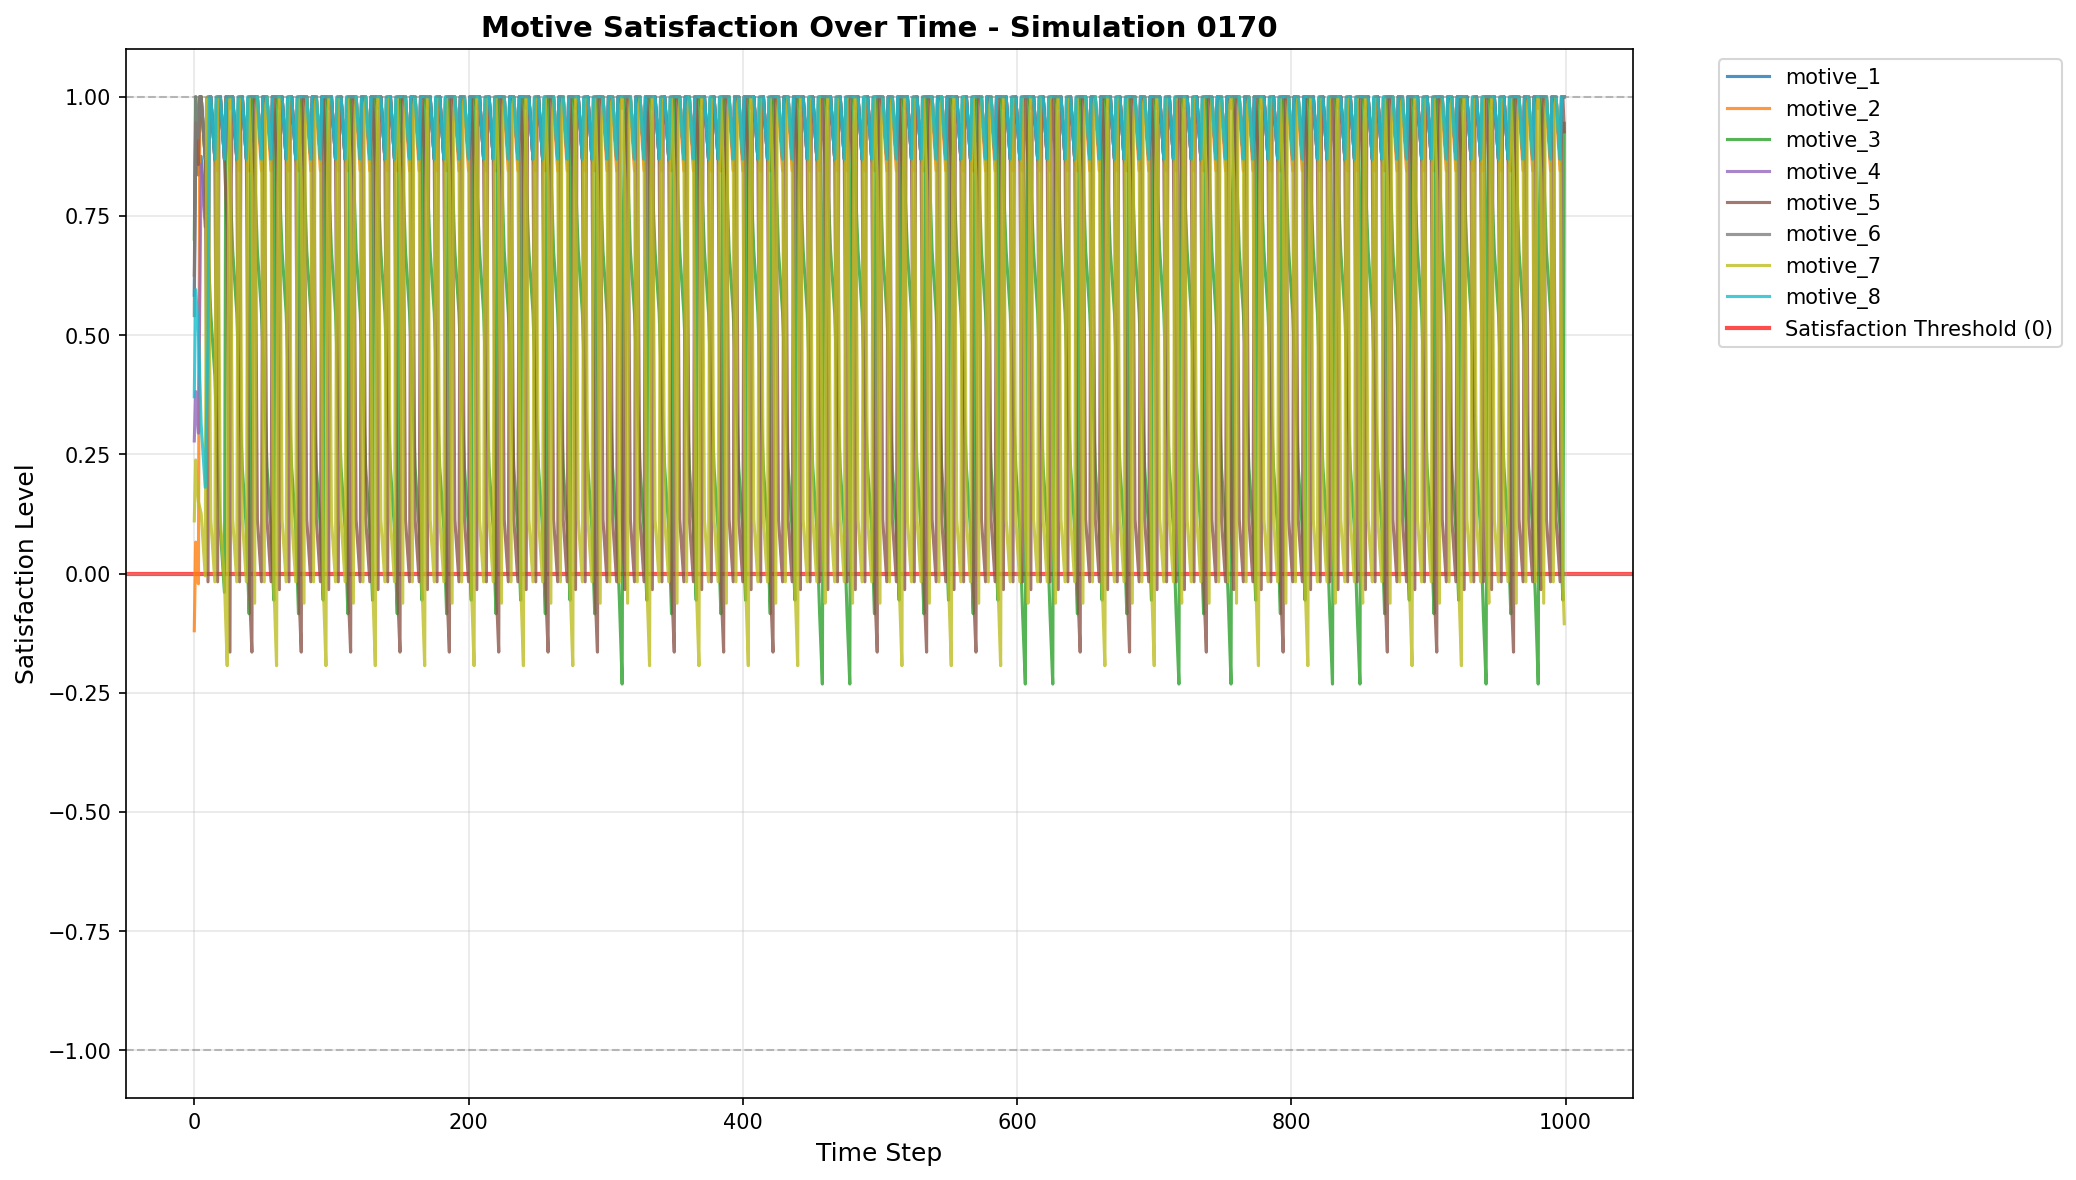 Motive Satisfaction Over Time - Simulation 0170
1.00
0.75
0.50
0.25
0.00
−0.25
−0.50
−0.75
−1.00
Satisfaction Level
0
200
400
600
800
1000
Time Step
motive_1
motive_2
motive_3
motive_4
motive_5
motive_6
motive_7
motive_8
Satisfaction Threshold (0)